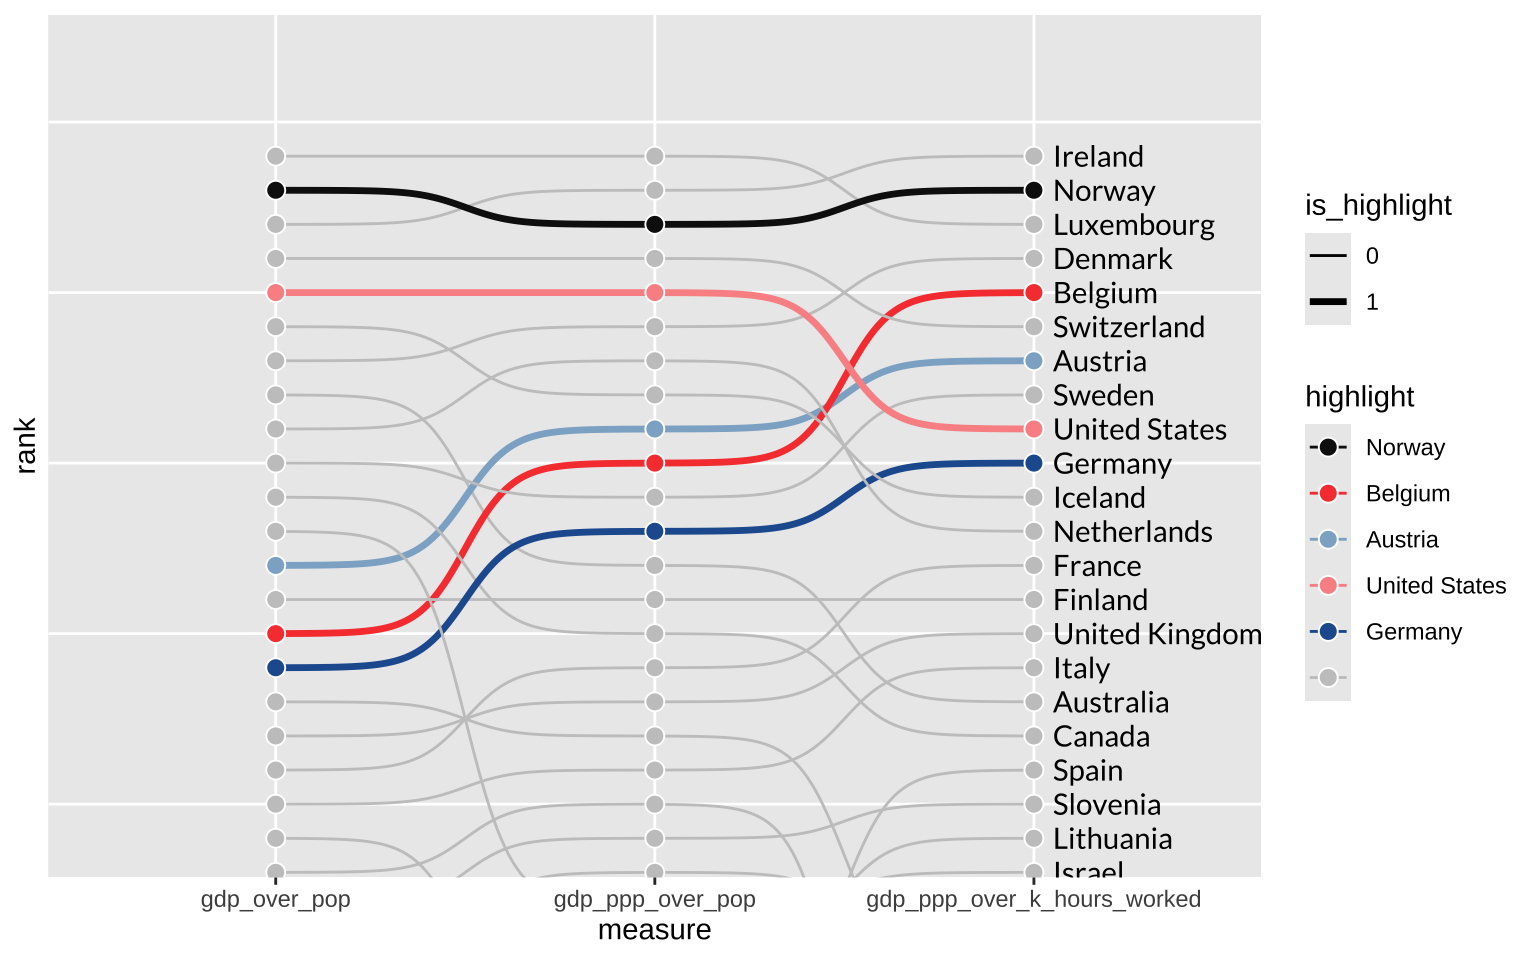 Ireland
Norway
Luxembourg
Denmark
Belgium
Switzerland
Austria
Sweden
United States
Germany
Iceland
Netherlands
France
Finland
United Kingdom
Italy
Australia
Canada
Spain
Slovenia
Lithuania
Israel
rank
gdp_over_pop
gdp_ppp_over_pop
gdp_ppp_over_k_hours_worked
measure
is_highlight
0
1
highlight
Norway
Belgium
Austria
United States
Germany